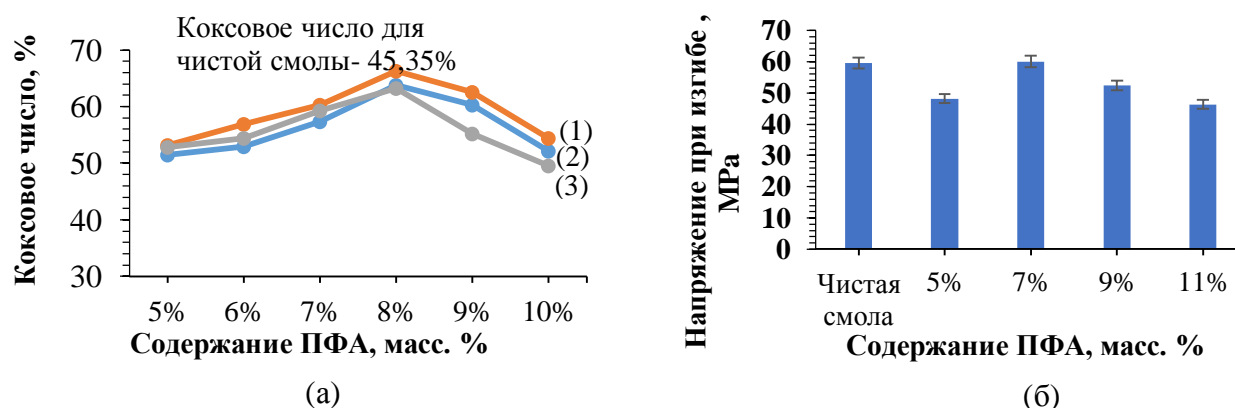 Коксовое число для
чистой смолы- 45,35%
Коксовое число, %
70
60
50
40
30
(1)
(2)
(3)
5% 6% 7% 8% 9% 10%
Содержание ПФА, масс. %
(а)
Напряжение при изгибе ,
МРа
70
60
50
40
30
20
10
0
Чистая 5% 7% 9% 11%
смола
Содержание ПФА, масс. %
(б)